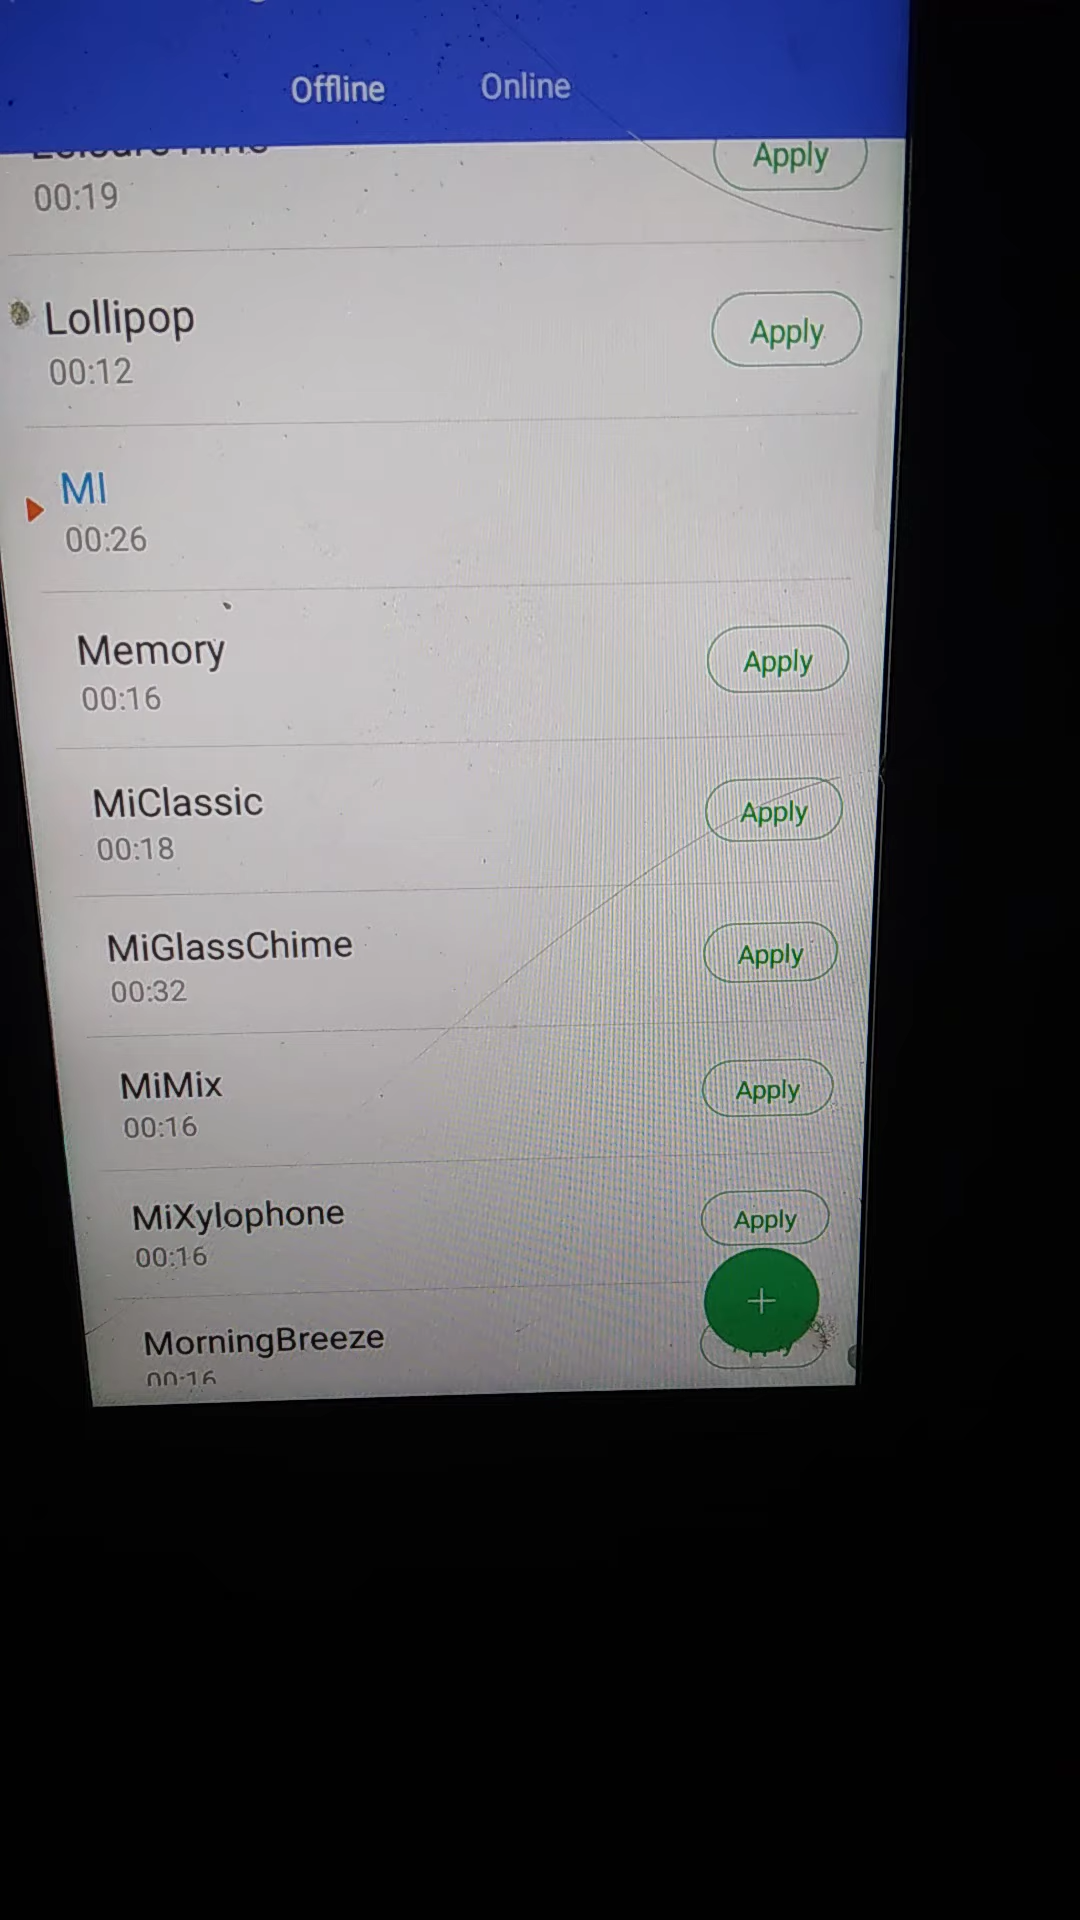 Offline Online
LeisureTime
Apply
00:19
Lollipop
Apply
00:12
MI
00:26
Memory
Apply
00:16
MiClassic
Apply
00:18
MiGlassChime
Apply
00:32
MiMix
Apply
00:16
MiXylophone
Apply
00:16
+
MorningBreeze
00:16